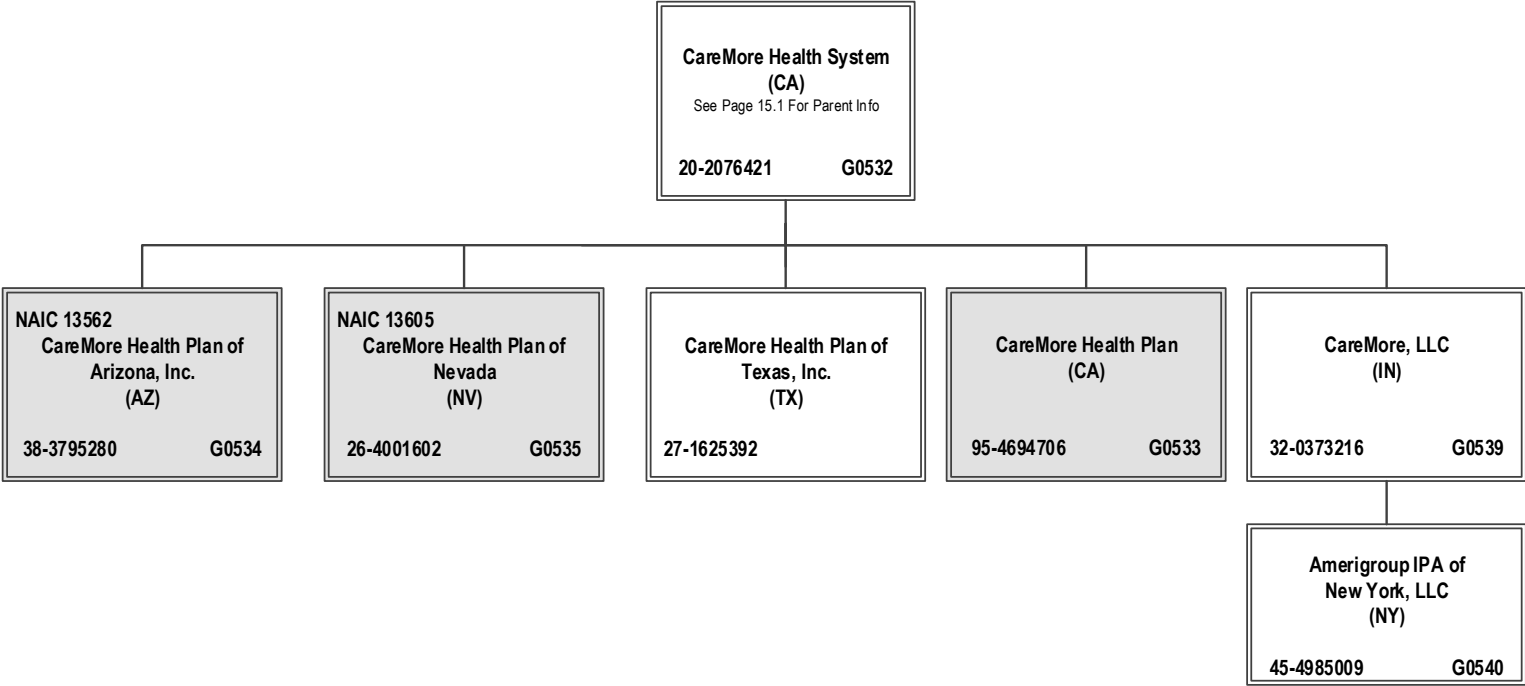 CareMore Health System
(CA)
See Page 15.1 For Parent Info
20-2076421 G0532
NAIC 13562
CareMore Health Plan of
Arizona, Inc.
(AZ)
38-3795280 G0534
NAIC 13605
CareMore Health Plan of
Nevada
(NV)
26-4001602 G0535
CareMore Health Plan of
Texas, Inc.
(TX)
27-1625392
CareMore Health Plan
(CA)
95-4694706 G0533
CareMore, LLC
(IN)
32-0373216 G0539
Amerigroup IPA of
New York, LLC
(NY)
45-4985009 G0540